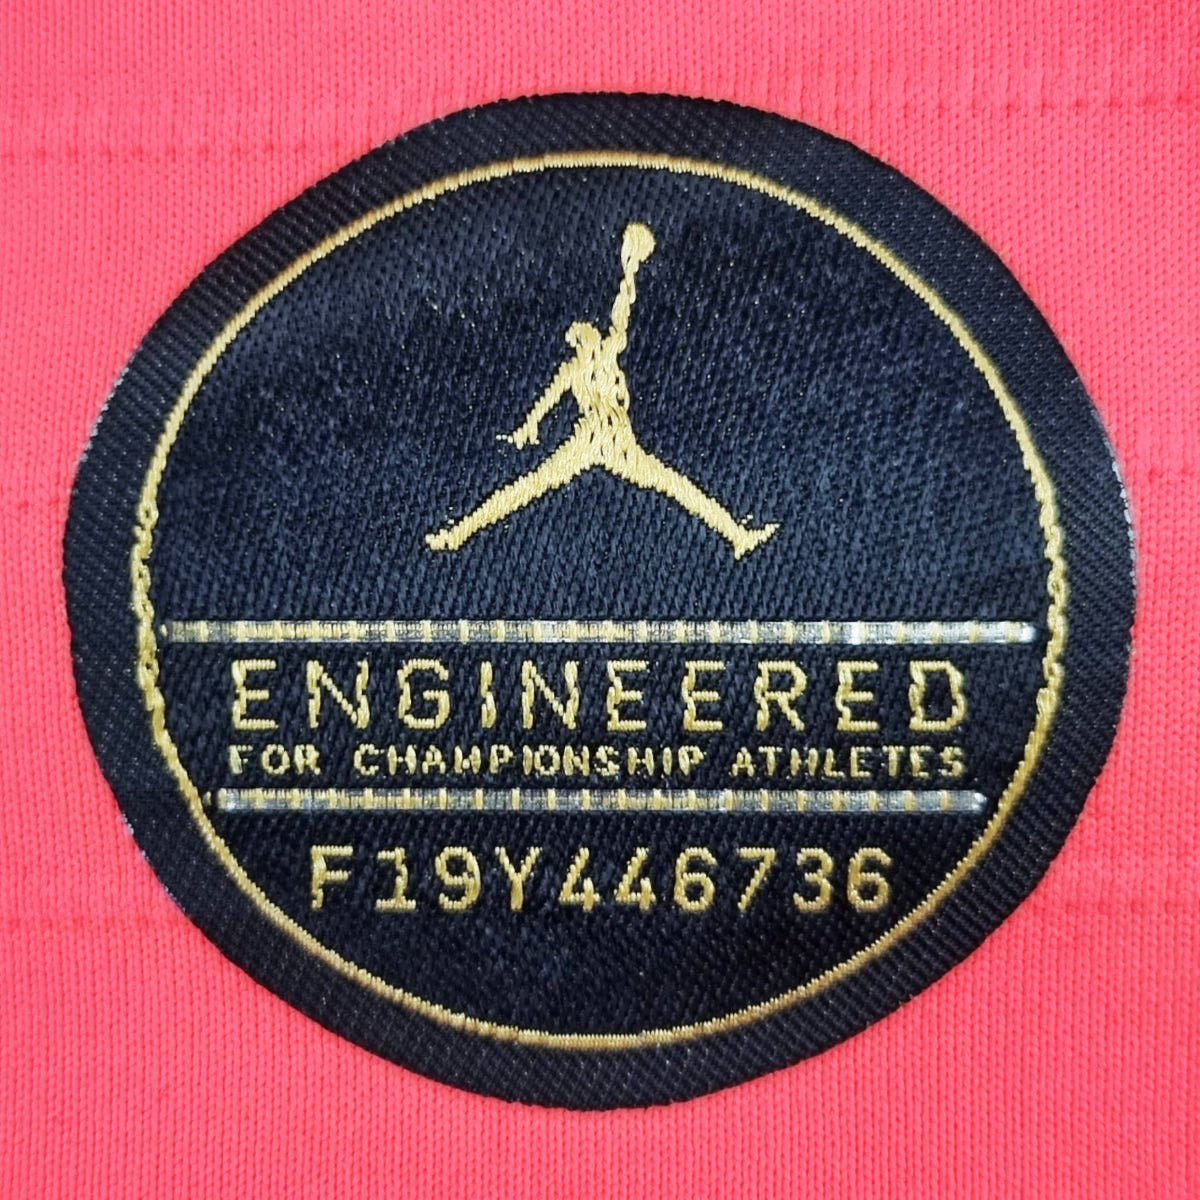 ENGINEERED
FOR CHAMPIONSHIP ATHLETES
F19Y446736